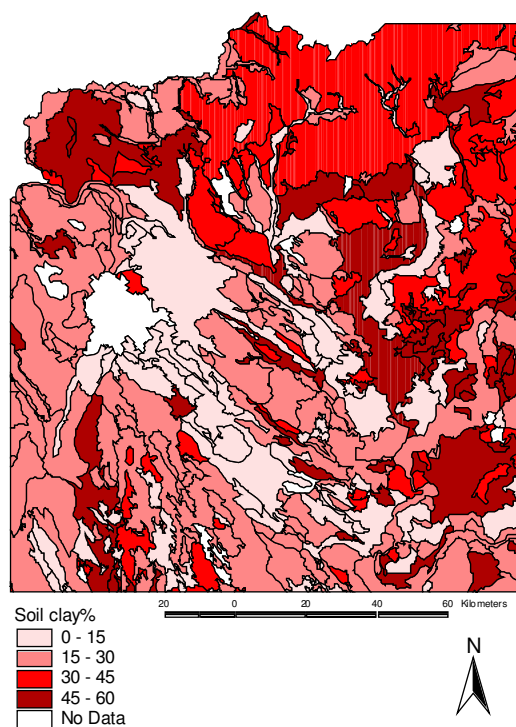 20 0 20 40 60 Kilometers
Soil clay%
0 - 15
15 - 30
30 - 45
45 - 60
No Data
N